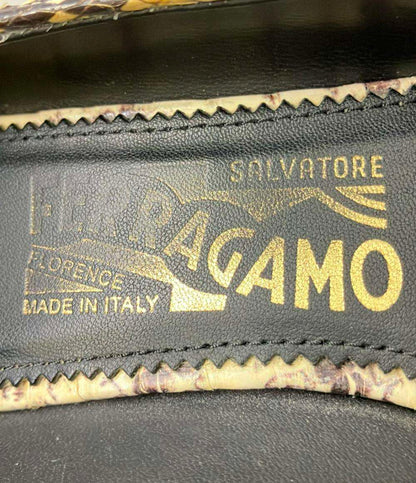 SALVATORE
FERRAGAMO
FLORENCE
MADE IN ITALY